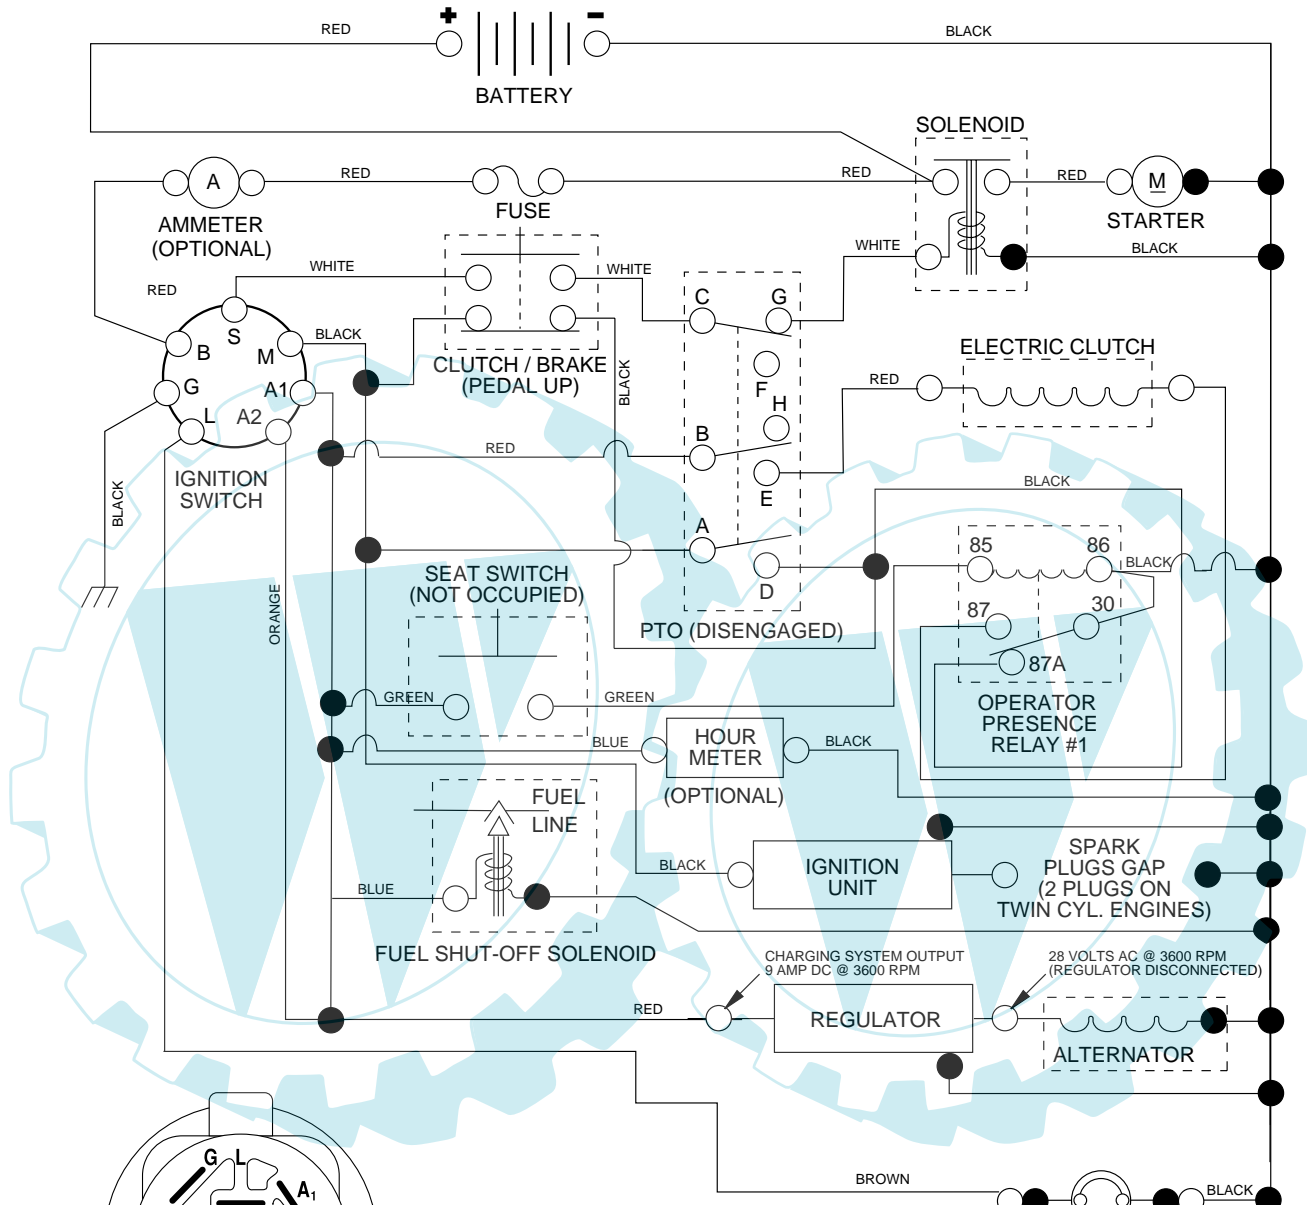 + −
RED
BLACK
BATTERY
SOLENOID
RED
RED
RED
A
M
AMMETER
(OPTIONAL)
FUSE
STARTER
WHITE
WHITE
WHITE
BLACK
RED
S
B
M
BLACK
G
A1
L
A2
C
G
CLUTCH / BRAKE
(PEDAL UP)
BLACK
F
H
ELECTRIC CLUTCH
RED
B
RED
E
IGNITION
SWITCH
BLACK
BLACK
A
D
85
86
BLACK
SEAT SWITCH
(NOT OCCUPIED)
ORANGE
87
30
PTO (DISENGAGED)
87A
GREEN
GREEN
OPERATOR
PRESENCE
RELAY #1
BLUE
HOUR
METER
BLACK
(OPTIONAL)
FUEL
LINE
BLACK
IGNITION
UNIT
SPARK
PLUGS GAP
(2 PLUGS ON
TWIN CYL. ENGINES)
BLUE
FUEL SHUT-OFF SOLENOID
CHARGING SYSTEM OUTPUT
9 AMP DC @ 3600 RPM
28 VOLTS AC @ 3600 RPM
(REGULATOR DISCONNECTED)
RED
REGULATOR
ALTERNATOR
G L
A1
BROWN
BLACK